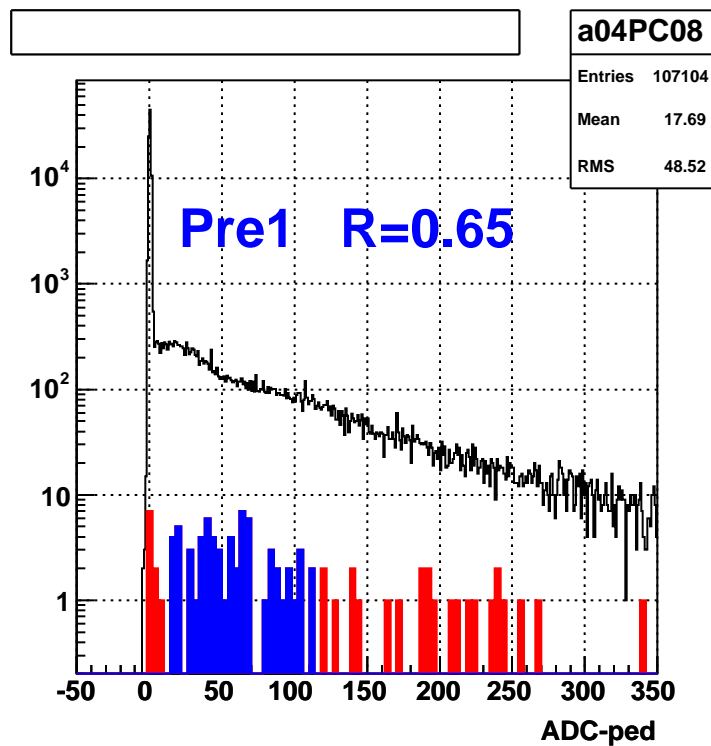 a04PC08
Entries 107104
Mean 17.69
RMS 48.52
Pre1 R=0.65
10^4
10^3
10^2
10
1
-50 0 50 100 150 200 250 300 350
ADC-ped